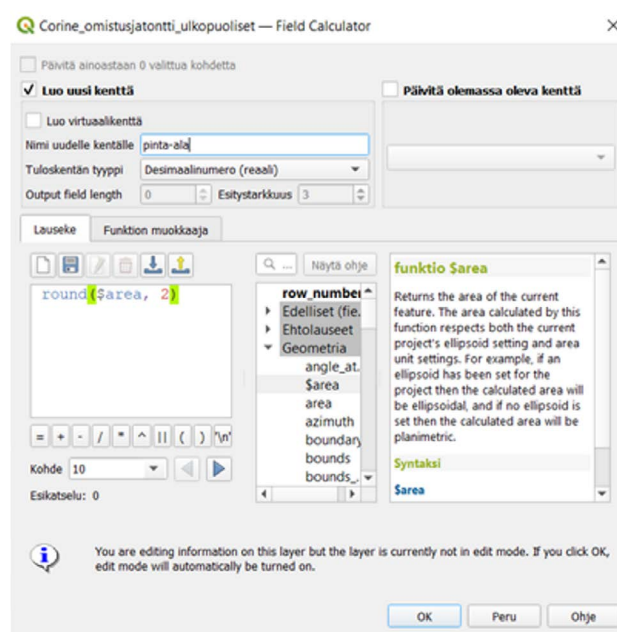 Corine_omistusjatontti_ulkopuoliset — Field Calculator
Päivitä ainoastaan 0 valittua kohdetta
Luo uusi kenttä
Päivitä olemassa oleva kenttä
Luo virtuaalikenttä
Nimi uudelle kentälle pinta-ala
Tuloskentän tyyppi Desimaalinumero (reaali)
Output field length 0 Esitystarkkuus 3
Lauseke Funktion muokkaaja
... Näytä ohje
round($area, 2)
row_number
Edelliset (fie.
Ehtolauseet
Geometria
angle_at.
$area
area
azimuth
boundary
bounds
bounds_.
= + - / * ^ || ( ) '\n'
Kohde 10
Esikatselu: 0
funktio $area
Returns the area of the current
feature. The area calculated by this
function respects both the current
project's ellipsoid setting and area
unit settings. For example, if an
ellipsoid has been set for the
project then the calculated area will
be ellipsoidal, and if no ellipsoid is
set then the calculated area will be
planimetric.
Syntaksi
$area
You are editing information on this layer but the layer is currently not in edit mode. If you click OK,
edit mode will automatically be turned on.
OK Peru Ohje